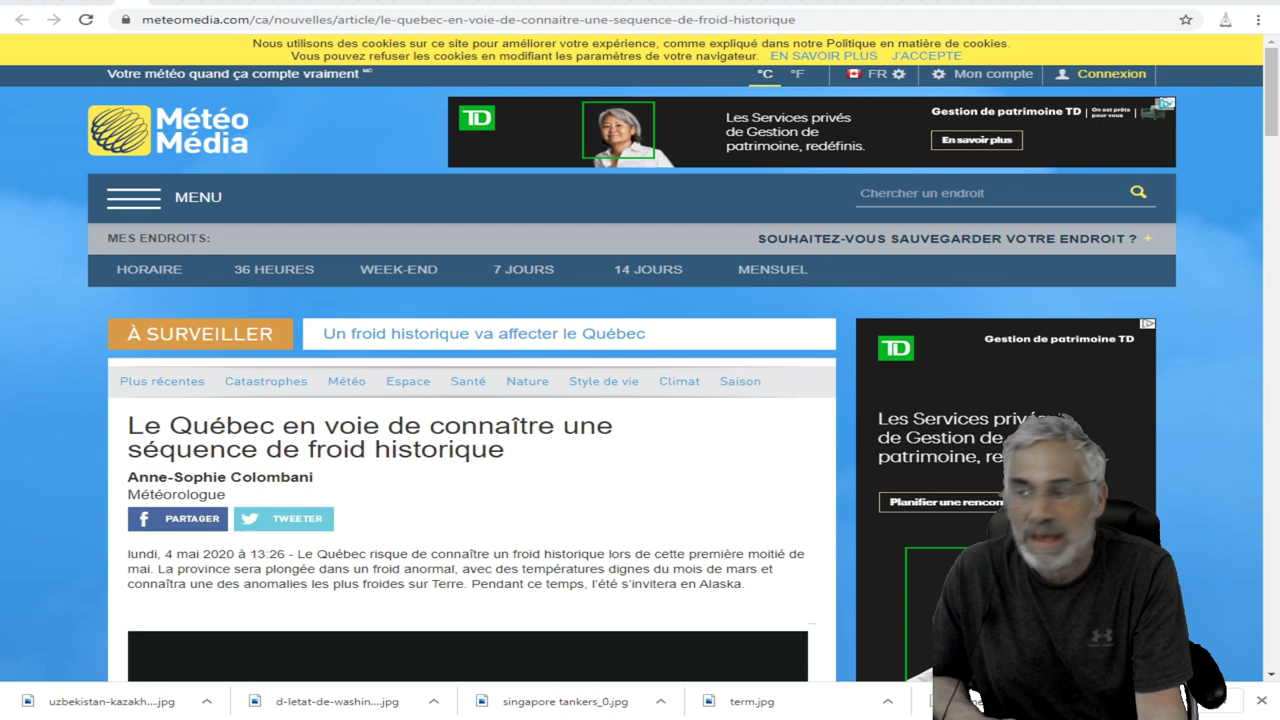 meteomedia.com/ca/nouvelles/article/le-quebec-en-voie-de-connaitre-une-sequence-de-froid-historique
Nous utilisons des cookies sur ce site pour améliorer votre expérience, comme expliqué dans notre Politique en matière de cookies.
Vous pouvez refuser les cookies en modifiant les paramètres de votre navigateur. EN SAVOIR PLUS J'ACCEPTE
Votre météo quand ça compte vraiment MC
°C °F FR Mon compte Connexion
Météo
Média
TD
Les Services privés
de Gestion de
patrimoine, redéfinis.
Gestion de patrimoine TD
On est prêts
pour vous
En savoir plus
MENU
Chercher un endroit
MES ENDROITS:
SOUHAITEZ-VOUS SAUVEGARDER VOTRE ENDROIT ? +
HORAIRE 36 HEURES WEEK-END 7 JOURS 14 JOURS MENSUEL
À SURVEILLER Un froid historique va affecter le Québec
Plus récentes Catastrophes Météo Espace Santé Nature Style de vie Climat Saison
Le Québec en voie de connaître une
séquence de froid historique
Anne-Sophie Colombani
Météorologue
PARTAGER TWEETER
lundi, 4 mai 2020 à 13:26 - Le Québec risque de connaître un froid historique lors de cette première moitié de
mai. La province sera plongée dans un froid anormal, avec des températures dignes du mois de mars et
connaîtra une des anomalies les plus froides sur Terre. Pendant ce temps, l'été s'invitera en Alaska.
Gestion de patrimoine TD
TD
Les Services privés
de Gestion de
patrimoine,
Planifier une
uzbekistan-kazakh....jpg d-letat-de-washin....jpg singapore tankers_0.jpg term.jpg